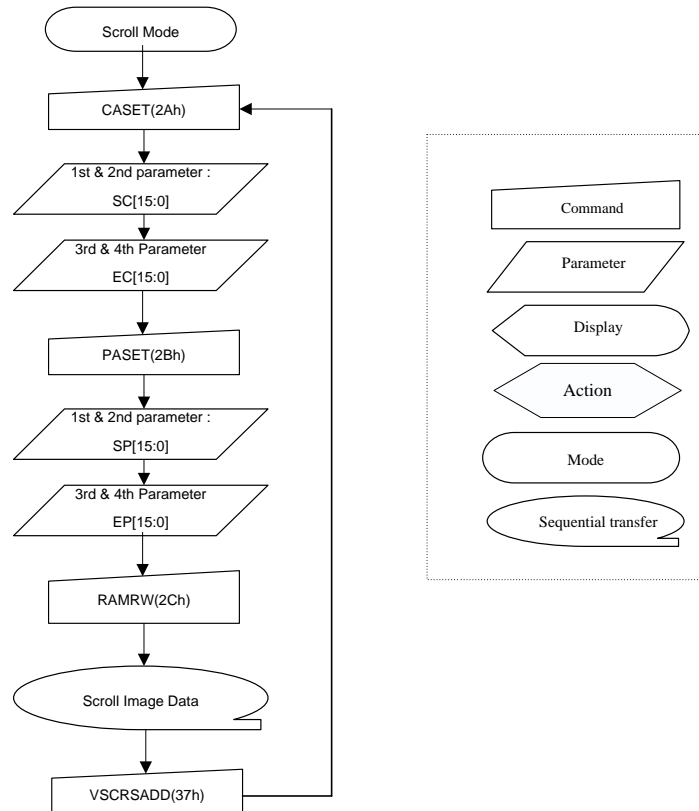 Scroll Mode
CASET(2Ah)
1st & 2nd parameter :
SC[15:0]
3rd & 4th Parameter
EC[15:0]
PASET(2Bh)
1st & 2nd parameter :
SP[15:0]
3rd & 4th Parameter
EP[15:0]
RAMRW(2Ch)
Scroll Image Data
VSCRSADD(37h)
Command
Parameter
Display
Action
Mode
Sequential transfer